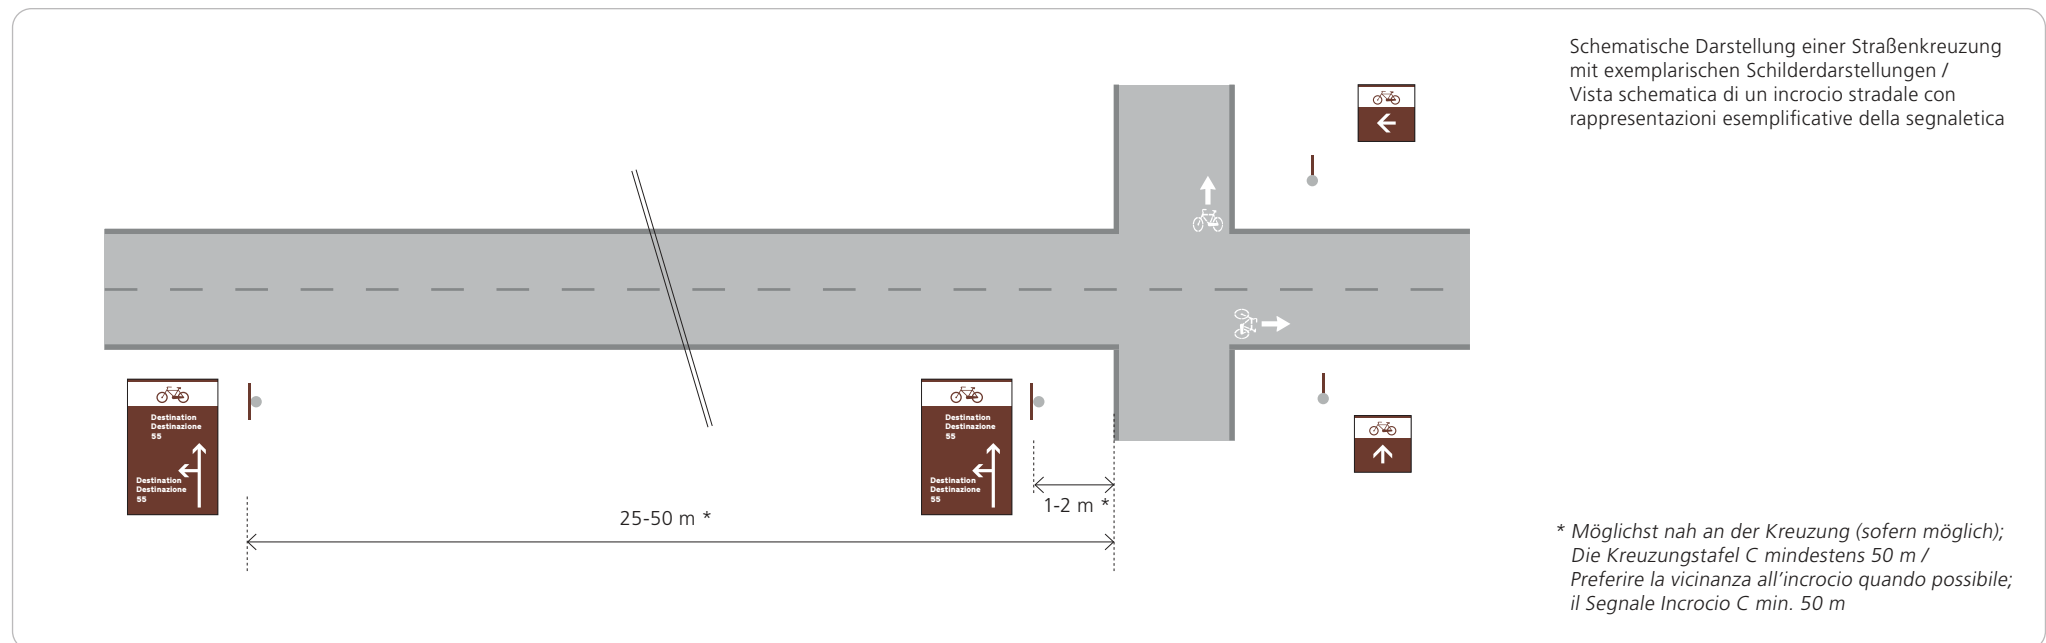 Schematische Darstellung einer Straßenkreuzung
mit exemplarischen Schilderdarstellungen /
Vista schematica di un incrocio stradale con
rappresentazioni esemplificative della segnaletica
Destination
Destinazione
55
Destination
Destinazione
55
Destination
Destinazione
55
Destination
Destinazione
55
1-2 m *
25-50 m *
* Möglichst nah an der Kreuzung (sofern möglich);
Die Kreuzungstafel C mindestens 50 m /
Preferire la vicinanza all’incrocio quando possibile;
il Segnale Incrocio C min. 50 m